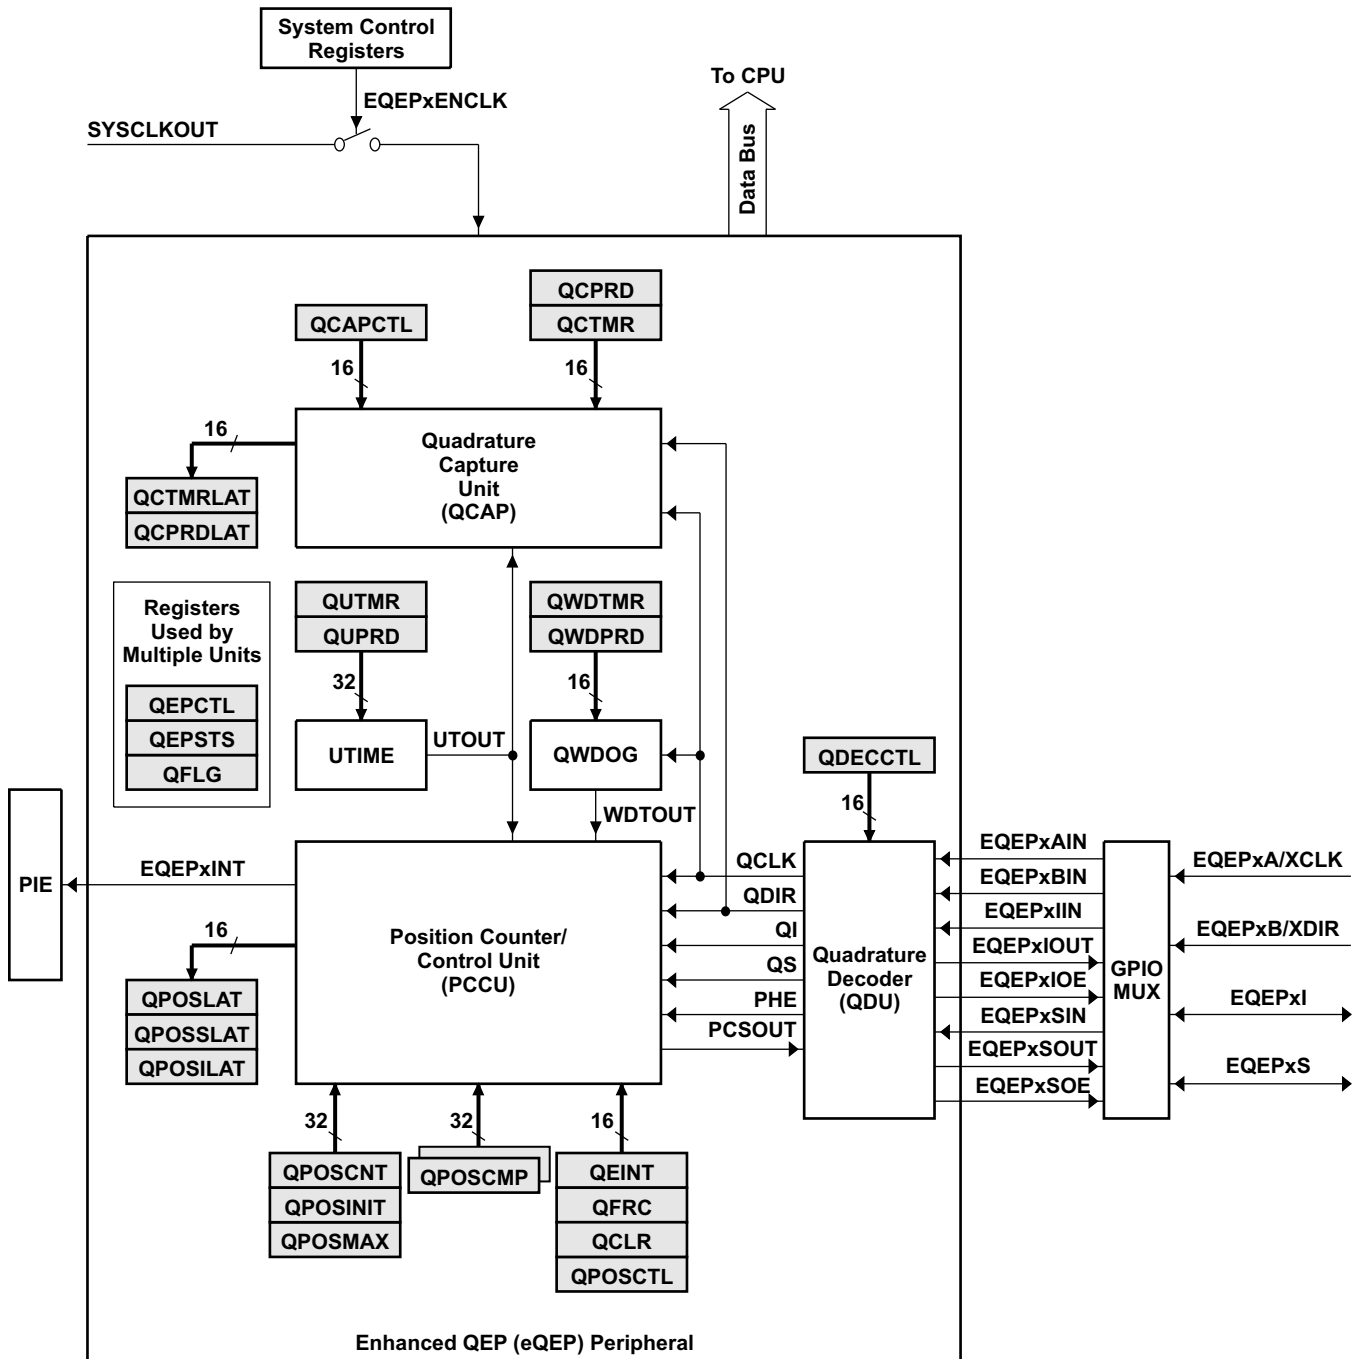 System Control
Registers
To CPU
EQEPxENCLK
SYSCLKOUT
Data Bus
QCPRD
QCAPCTL
QCTMR
16
16
16
Quadrature
Capture
Unit
(QCAP)
QCTMRLAT
QCPRDLAT
Registers
Used by
Multiple Units
QEPCTL
QEPSTS
QFLG
QUTMR
QUPRD
QWDTMR
QWDPRD
32
16
UTIME
UTOUT
QWDOG
QDECCTL
WDTOUT
16
PIE
EQEPxINT
16
Position Counter/
Control Unit
(PCCU)
QCLK
QDIR
QI
QS
PHE
PCSOUT
Quadrature
Decoder
(QDU)
EQEPxAIN
EQEPxBIN
EQEPxIIN
EQEPxIOUT
EQEPxIOE
EQEPxSIN
EQEPxSOUT
EQEPxSOE
GPIO
MUX
EQEPxA/XCLK
EQEPxB/XDIR
EQEPxI
EQEPxS
QPOSLAT
QPOSSLAT
QPOSILAT
32
32
16
QPOSCNT
QPOSINIT
QPOSMAX
QPOSCMP
QEINT
QFRC
QCLR
QPOSCTL
Enhanced QEP (eQEP) Peripheral